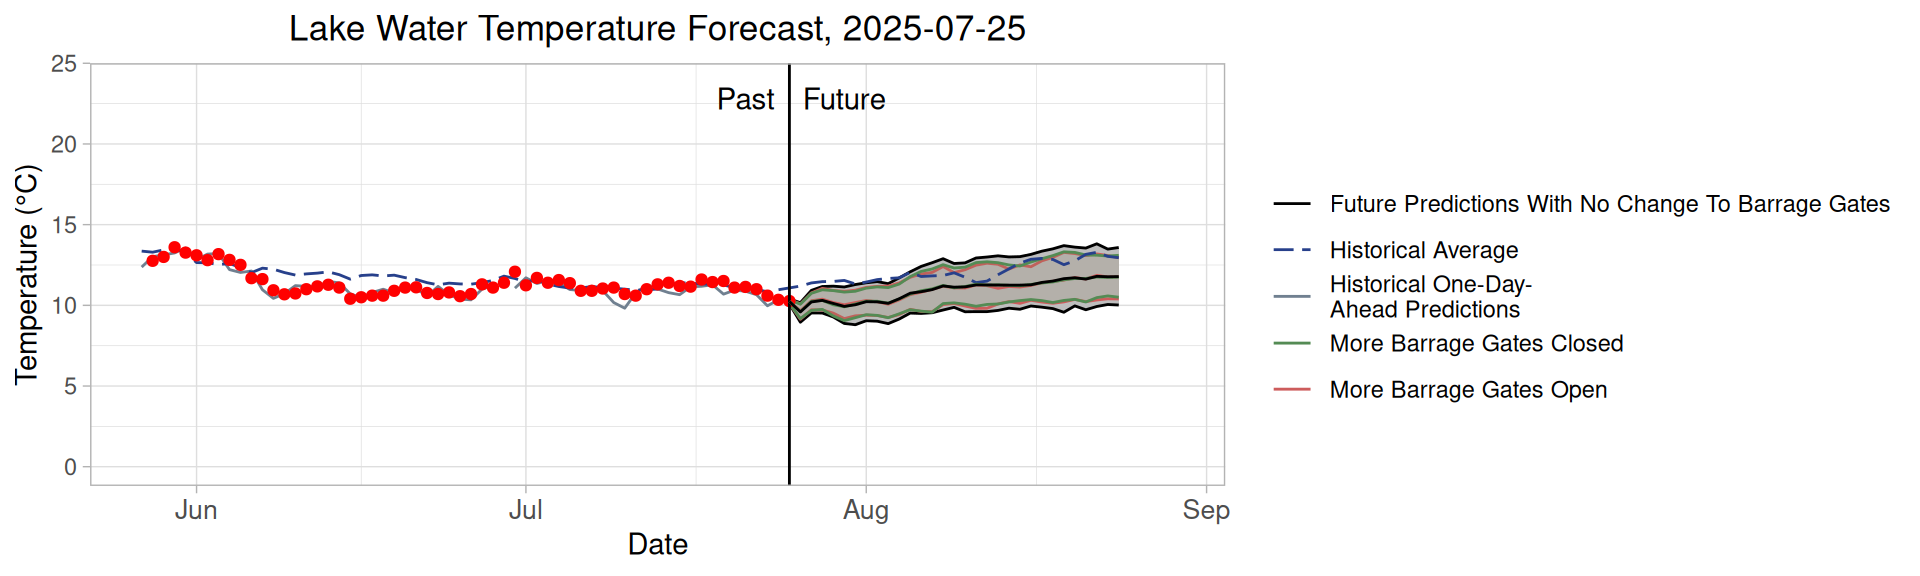 Lake Water Temperature Forecast, 2025-07-25
25
20
15
10
5
0
Temperature (°C)
Past
Future
Jun
Jul
Aug
Sep
Date
Future Predictions With No Change To Barrage Gates
Historical Average
Historical One-Day-
Ahead Predictions
More Barrage Gates Closed
More Barrage Gates Open